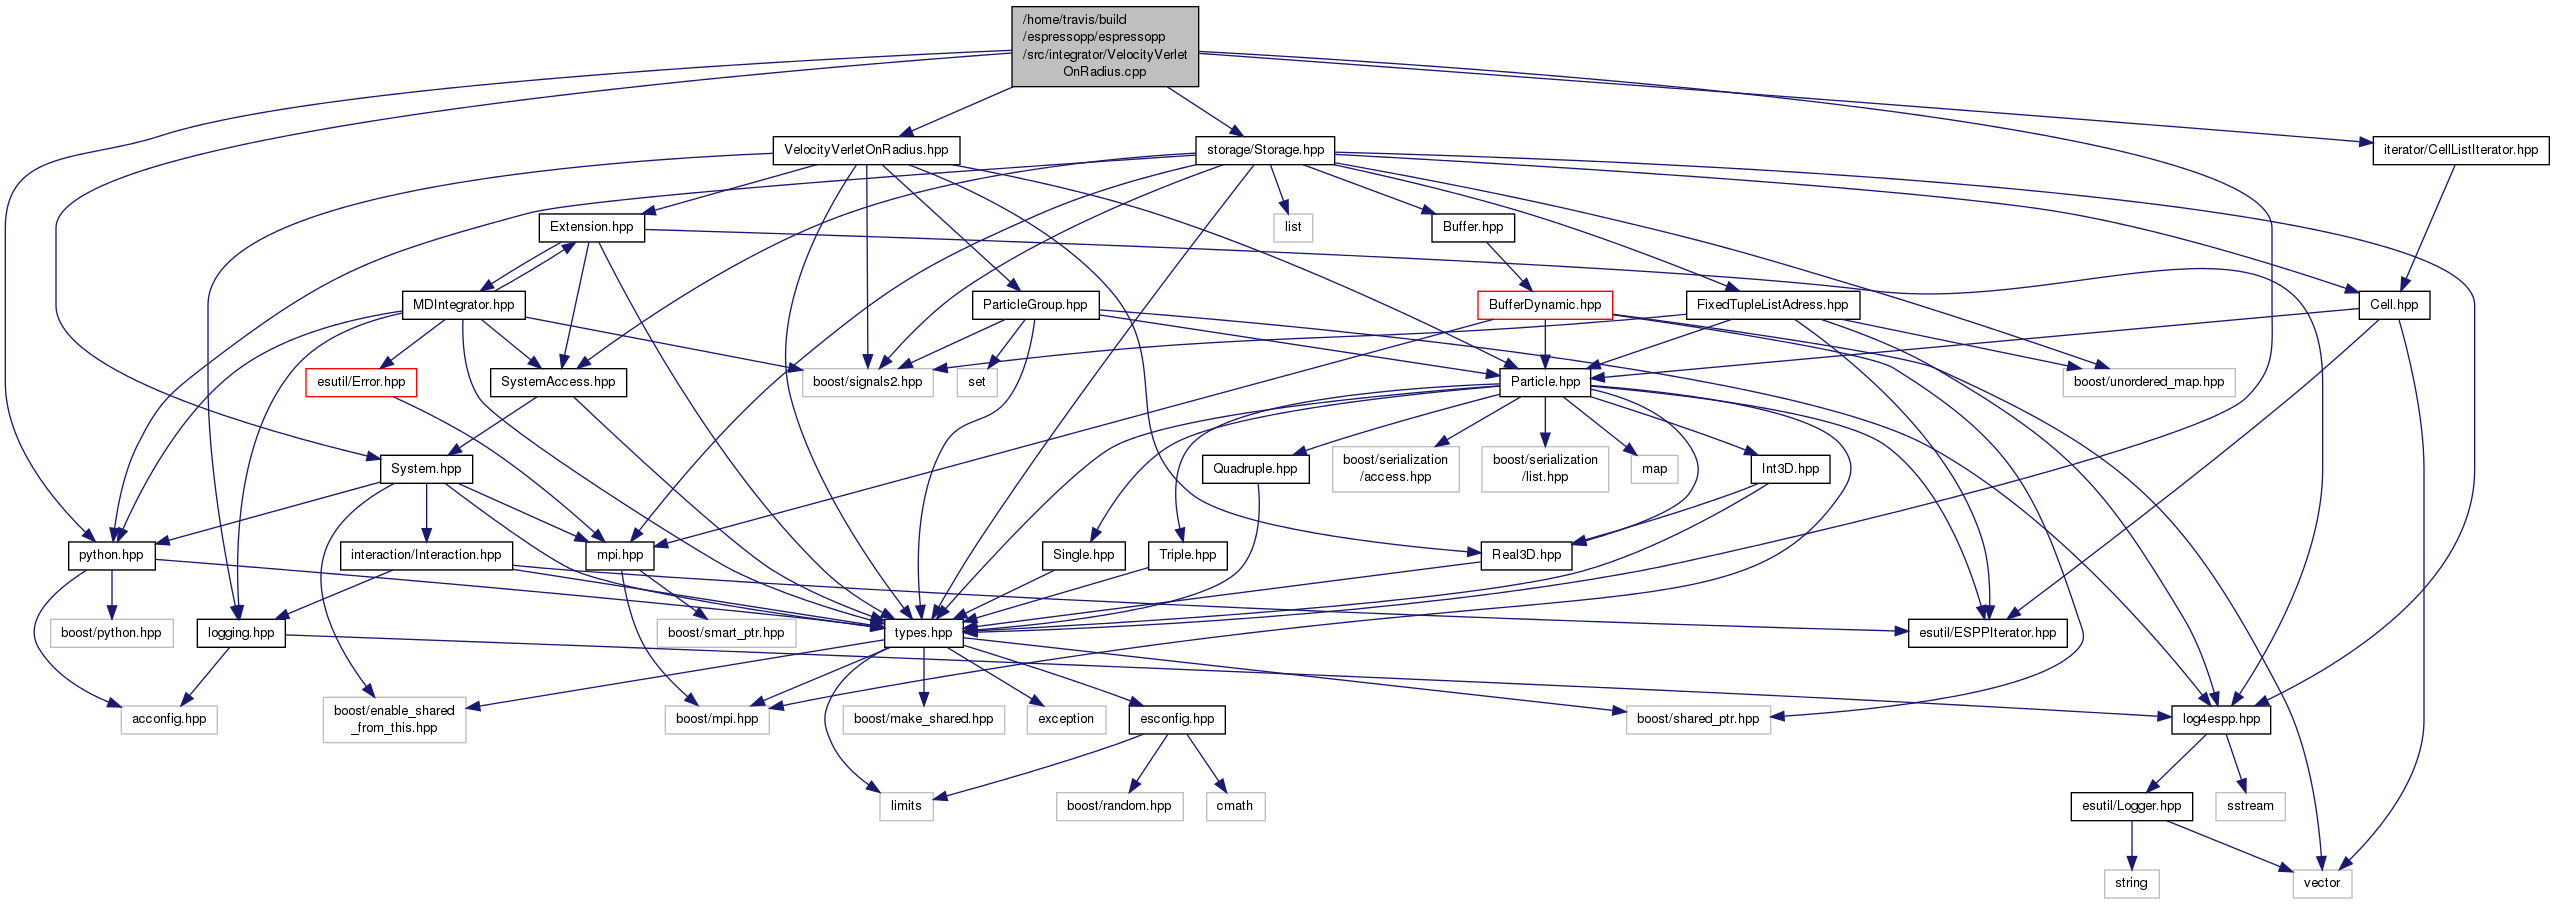 /home/travis/build
/espressopp/espressopp
/src/integrator/VelocityVerlet
OnRadius.cpp
VelocityVerletOnRadius.hpp
storage/Storage.hpp
iterator/CellListIterator.hpp
Extension.hpp
list
Buffer.hpp
MDIntegrator.hpp
ParticleGroup.hpp
BufferDynamic.hpp
FixedTupleListAdress.hpp
Cell.hpp
esutil/Error.hpp
SystemAccess.hpp
boost/signals2.hpp
set
Particle.hpp
boost/unordered_map.hpp
System.hpp
Quadruple.hpp
boost/serialization
/access.hpp
boost/serialization
/list.hpp
map
Int3D.hpp
python.hpp
interaction/Interaction.hpp
mpi.hpp
Single.hpp
Triple.hpp
Real3D.hpp
boost/python.hpp
logging.hpp
boost/smart_ptr.hpp
types.hpp
esutil/ESPPIterator.hpp
acconfig.hpp
boost/enable_shared
_from_this.hpp
boost/mpi.hpp
boost/make_shared.hpp
exception
esconfig.hpp
boost/shared_ptr.hpp
log4espp.hpp
limits
boost/random.hpp
cmath
esutil/Logger.hpp
sstream
string
vector